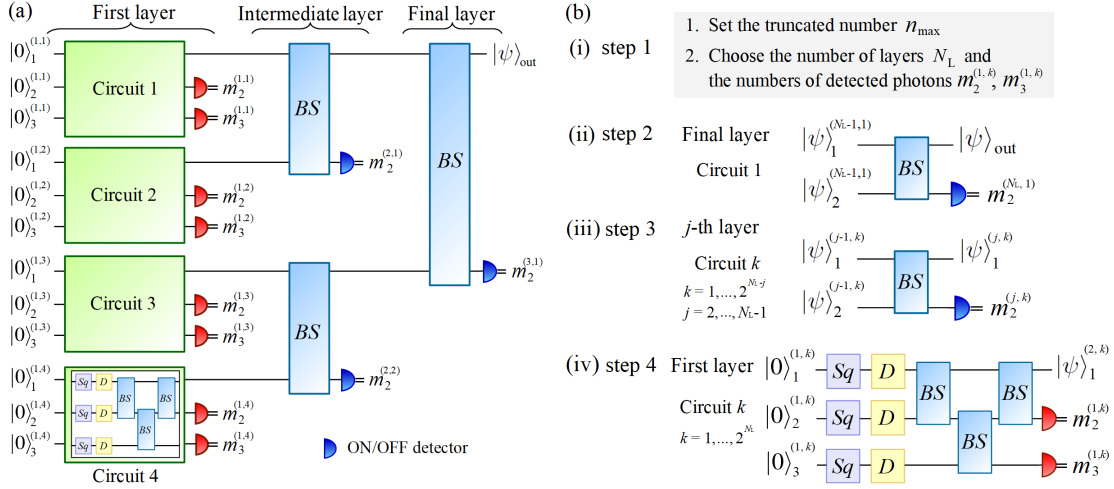 (a)
First layer
Intermediate layer
Final layer
|0⟩₁^(1,1)
|0⟩₂^(1,1)
|0⟩₃^(1,1)
Circuit 1
= m₂^(1,1)
= m₃^(1,1)
|0⟩₁^(1,2)
|0⟩₂^(1,2)
|0⟩₃^(1,2)
Circuit 2
= m₂^(1,2)
= m₃^(1,2)
|0⟩₁^(1,3)
|0⟩₂^(1,3)
|0⟩₃^(1,3)
Circuit 3
= m₂^(1,3)
= m₃^(1,3)
|0⟩₁^(1,4)
|0⟩₂^(1,4)
|0⟩₃^(1,4)
Sq D BS BS
Sq D BS
Sq D
= m₂^(1,4)
= m₃^(1,4)
Circuit 4
BS
= m₂^(2,1)
BS
= m₂^(2,2)
BS
|ψ⟩out
= m₂^(3,1)
ON/OFF detector
(b)
(i) step 1
1. Set the truncated number n_max
2. Choose the number of layers N_L and
the numbers of detected photons m₂^(1, k), m₃^(1, k)
(ii) step 2
Final layer
Circuit 1
|ψ⟩₁^(N_L-1,1)
|ψ⟩₂^(N_L-1,1)
BS
|ψ⟩out
= m₂^(N_L, 1)
(iii) step 3
j-th layer
Circuit k
k = 1,..., 2^(N_L-j)
j = 2,..., N_L-1
|ψ⟩₁^(j-1, k)
|ψ⟩₂^(j-1, k)
BS
|ψ⟩₁^(j, k)
= m₂^(j, k)
(iv) step 4
First layer
Circuit k
k = 1,..., 2^N_L
|0⟩₁^(1, k) Sq D BS BS |ψ⟩₁^(2, k)
|0⟩₂^(1, k) Sq D BS = m₂^(1,k)
|0⟩₃^(1, k) Sq D = m₃^(1,k)